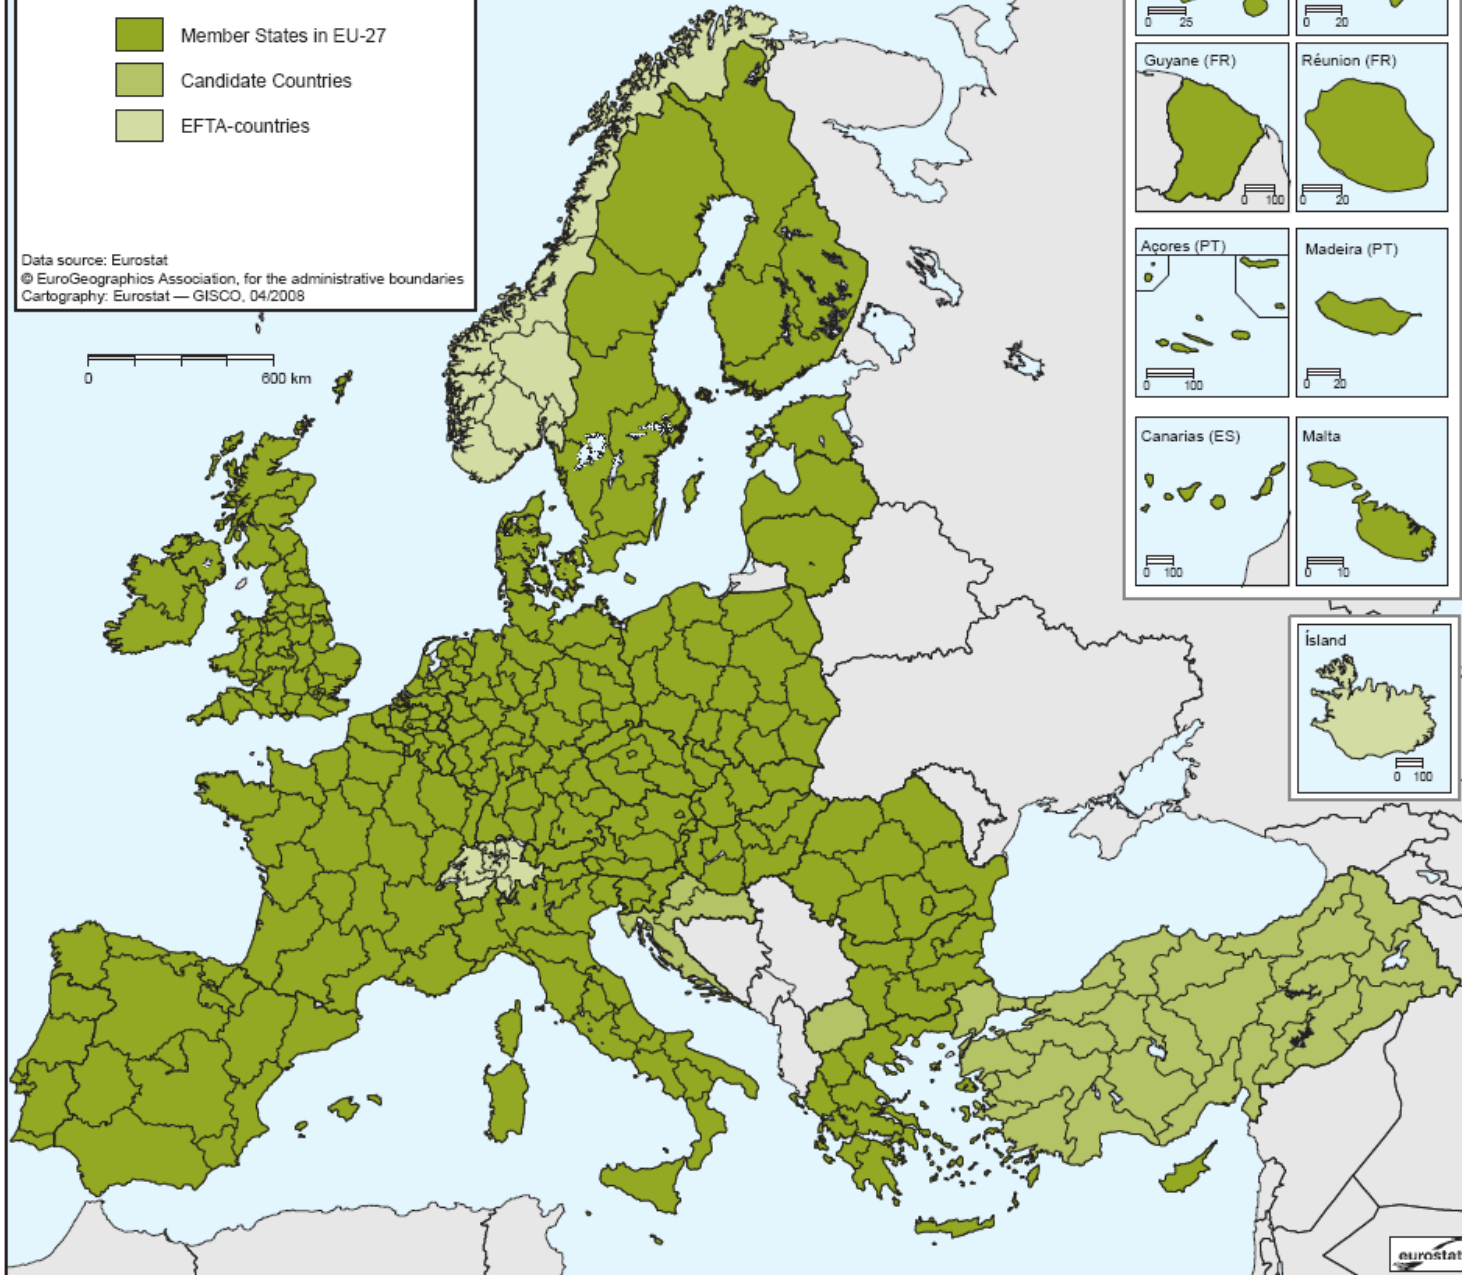 Member States in EU-27
Candidate Countries
EFTA-countries
Data source: Eurostat
© EuroGeographics Association, for the administrative boundaries
Cartography: Eurostat — GISCO, 04/2008
0 600 km
0 25
0 20
Guyane (FR)
0 100
Réunion (FR)
0 20
Açores (PT)
0 100
Madeira (PT)
0 20
Canarias (ES)
0 100
Malta
0 10
Ísland
0 100
eurostat